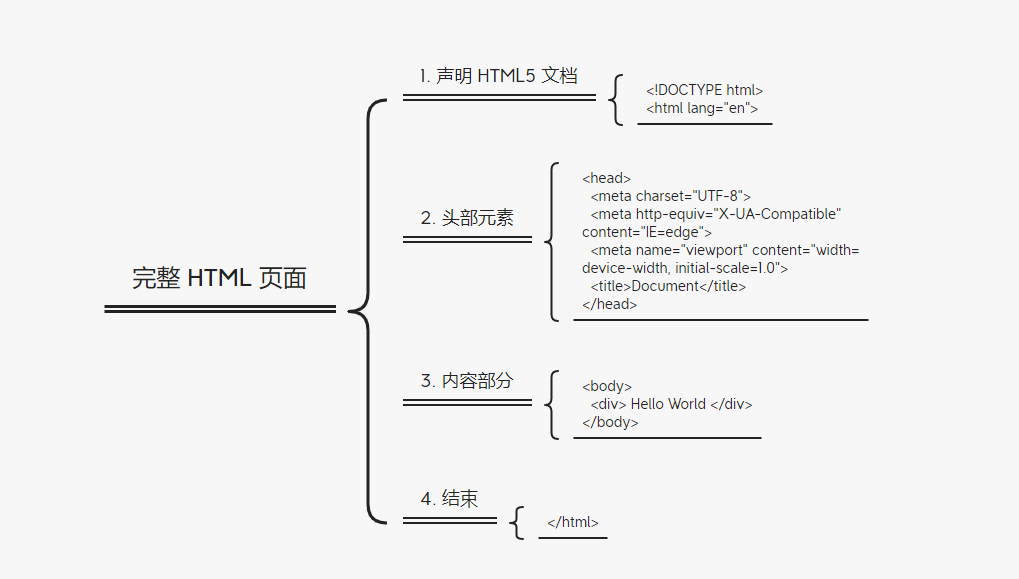 完整 HTML 页面
1. 声明 HTML5 文档
<!DOCTYPE html>
<html lang="en">
2. 头部元素
<head>
  <meta charset="UTF-8">
  <meta http-equiv="X-UA-Compatible"
content="IE=edge">
  <meta name="viewport" content="width=
device-width, initial-scale=1.0">
  <title>Document</title>
</head>
3. 内容部分
<body>
  <div> Hello World </div>
</body>
4. 结束
</html>